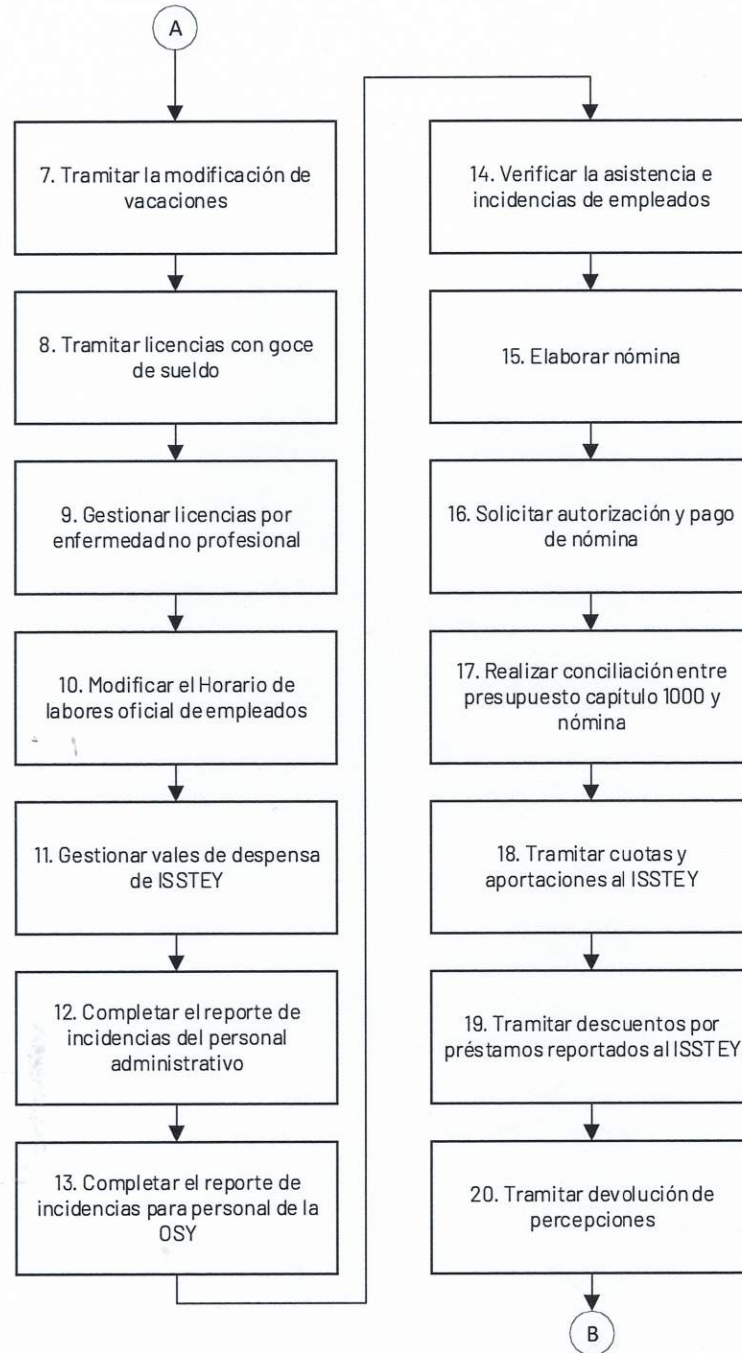 A
7. Tramitar la modificación de
vacaciones
8. Tramitar licencias con goce
de sueldo
9. Gestionar licencias por
enfermedad no profesional
10. Modificar el Horario de
labores oficial de empleados
11. Gestionar vales de despensa
de ISSTEY
12. Completar el reporte de
incidencias del personal
administrativo
13. Completar el reporte de
incidencias para personal de la
OSY
14. Verificar la asistencia e
incidencias de empleados
15. Elaborar nómina
16. Solicitar autorización y pago
de nómina
17. Realizar conciliación entre
presupuesto capítulo 1000 y
nómina
18. Tramitar cuotas y
aportaciones al ISSTEY
19. Tramitar descuentos por
préstamos reportados al ISSTEY
20. Tramitar devolución de
percepciones
B